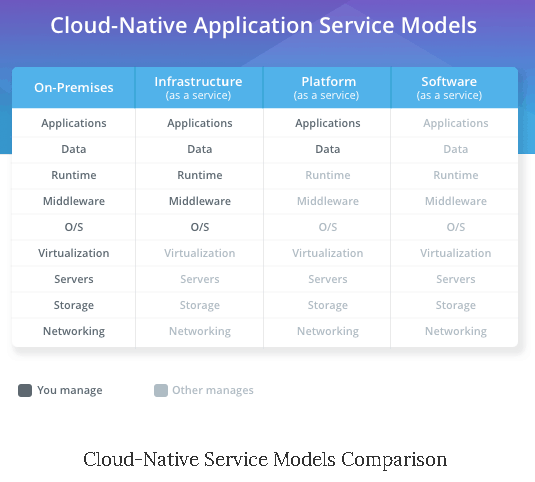 Cloud-Native Application Service Models
On-Premises Infrastructure (as a service) Platform (as a service) Software (as a service)
Applications Applications Applications Applications
Data Data Data Data
Runtime Runtime Runtime Runtime
Middleware Middleware Middleware Middleware
O/S O/S O/S O/S
Virtualization Virtualization Virtualization Virtualization
Servers Servers Servers Servers
Storage Storage Storage Storage
Networking Networking Networking Networking
You manage Other manages
Cloud-Native Service Models Comparison